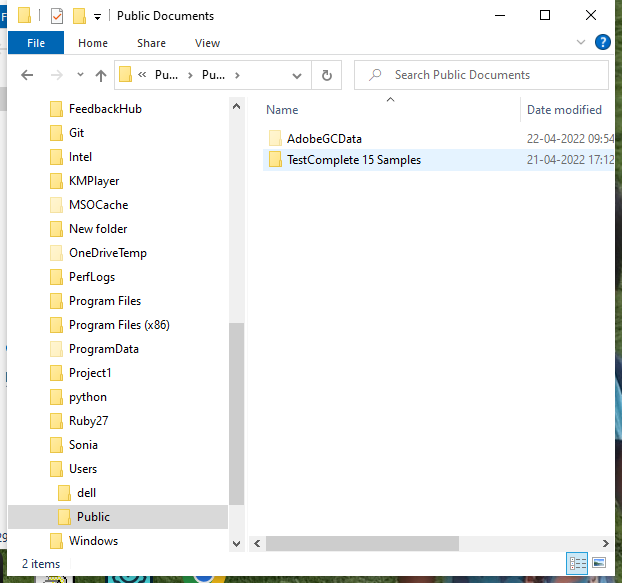 Public Documents
File Home Share View
« Pu... › Pu... › Search Public Documents
FeedbackHub
Git
Intel
KMPlayer
MSOCache
New folder
OneDriveTemp
PerfLogs
Program Files
Program Files (x86)
ProgramData
Project1
python
Ruby27
Sonia
Users
dell
Public
Windows
Name Date modified
AdobeGCData 22-04-2022 09:54
TestComplete 15 Samples 21-04-2022 17:12
2 items